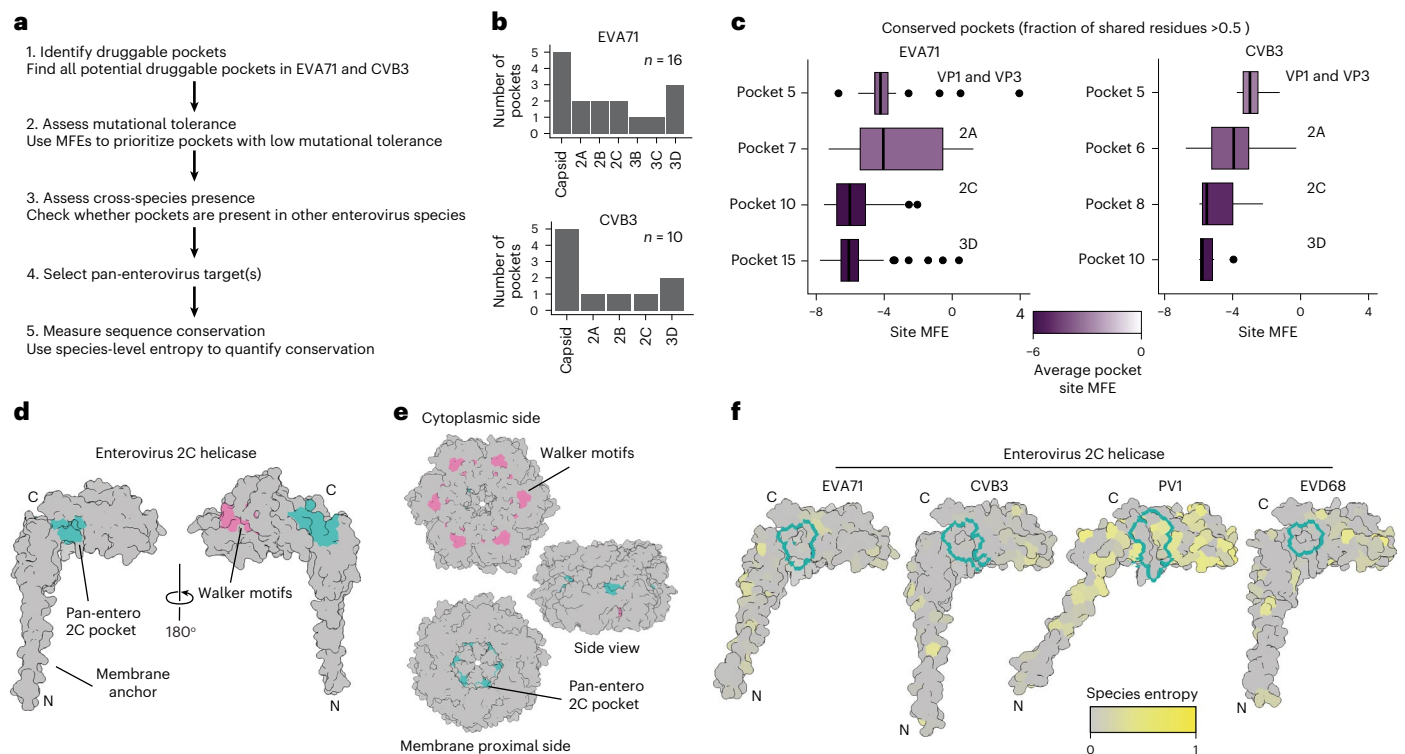 a
1. Identify druggable pockets
Find all potential druggable pockets in EVA71 and CVB3
2. Assess mutational tolerance
Use MFEs to prioritize pockets with low mutational tolerance
3. Assess cross-species presence
Check whether pockets are present in other enterovirus species
4. Select pan-enterovirus target(s)
5. Measure sequence conservation
Use species-level entropy to quantify conservation
b
EVA71
n = 16
Number of
pockets
5
4
3
2
1
0
Capsid
2A
2B
2C
3B
3C
3D
CVB3
n = 10
Number of
pockets
5
4
3
2
1
0
Capsid
2A
2B
2C
3D
c
Conserved pockets (fraction of shared residues >0.5 )
EVA71
VP1 and VP3
Pocket 5
2A
Pocket 7
2C
Pocket 10
3D
Pocket 15
-8
-4
0
4
Site MFE
CVB3
VP1 and VP3
Pocket 5
2A
Pocket 6
2C
Pocket 8
3D
Pocket 10
-8
-4
0
4
Site MFE
-6
0
Average pocket
site MFE
d
Enterovirus 2C helicase
C
C
Walker motifs
180°
Pan-entero
2C pocket
Membrane
anchor
N
N
e
Cytoplasmic side
Walker motifs
Side view
Pan-entero
2C pocket
Membrane proximal side
f
Enterovirus 2C helicase
EVA71
CVB3
PV1
EVD68
C
C
C
C
N
N
N
N
Species entropy
0
1